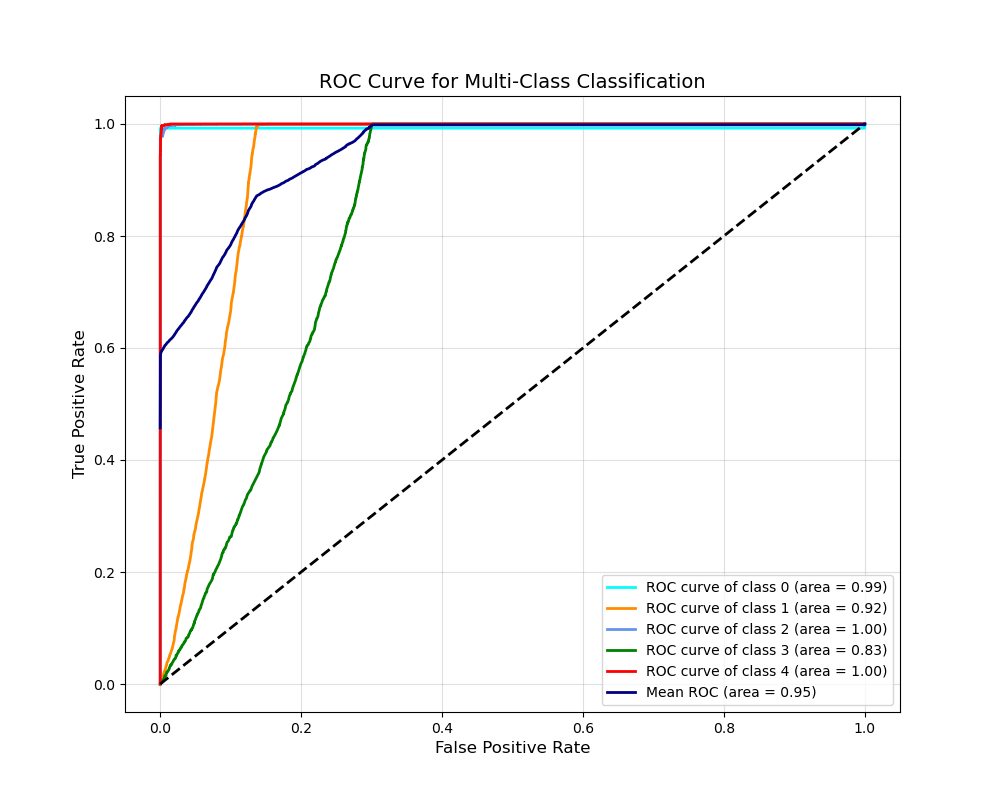 ROC Curve for Multi-Class Classification
True Positive Rate
1.0
0.8
0.6
0.4
0.2
0.0
0.0 0.2 0.4 0.6 0.8 1.0
False Positive Rate
ROC curve of class 0 (area = 0.99)
ROC curve of class 1 (area = 0.92)
ROC curve of class 2 (area = 1.00)
ROC curve of class 3 (area = 0.83)
ROC curve of class 4 (area = 1.00)
Mean ROC (area = 0.95)